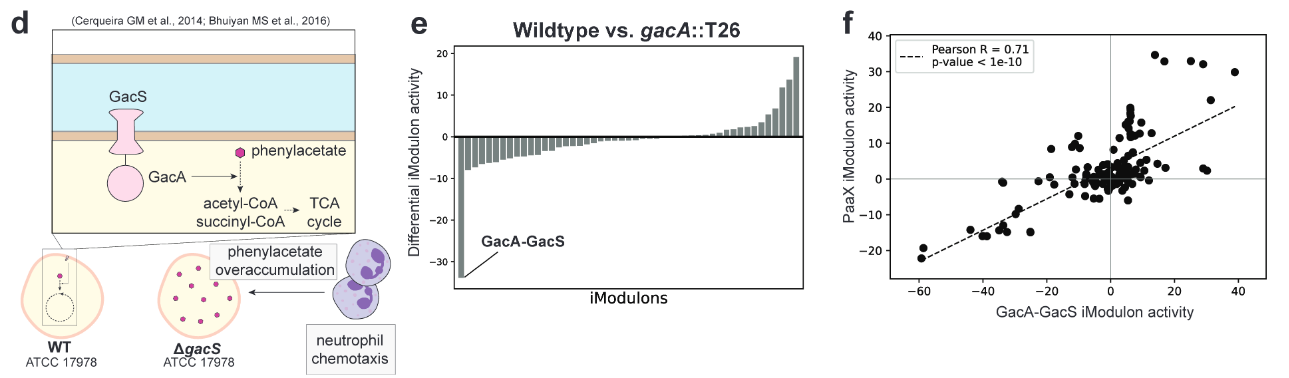 d
(Cerqueira GM et al., 2014; Bhuiyan MS et al., 2016)
GacS
GacA
phenylacetate
acetyl-CoA
succinyl-CoA
TCA
cycle
phenylacetate
overaccumulation
WT
ATCC 17978
ΔgacS
ATCC 17978
neutrophil
chemotaxis
e
Wildtype vs. gacA::T26
Differential iModulon activity
20
10
0
−10
−20
−30
GacA-GacS
iModulons
f
PaaX iModulon activity
40
30
20
10
0
−10
−20
Pearson R = 0.71
p-value < 1e-10
−60
−40
−20
0
20
40
GacA-GacS iModulon activity